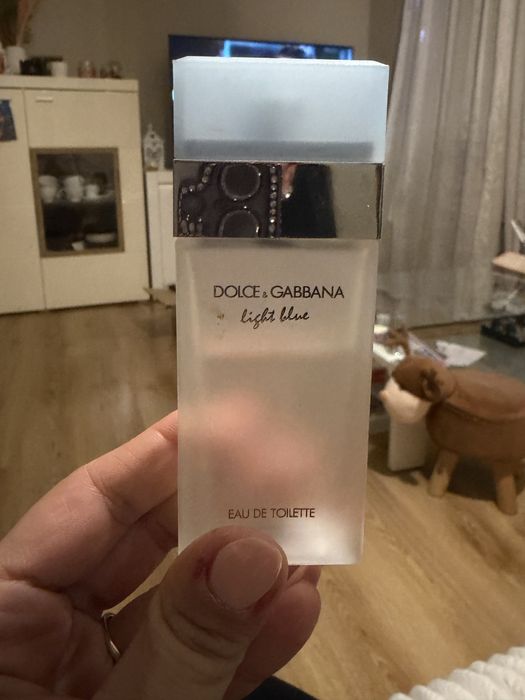 DOLCE & GABBANA
light blue
EAU DE TOILETTE